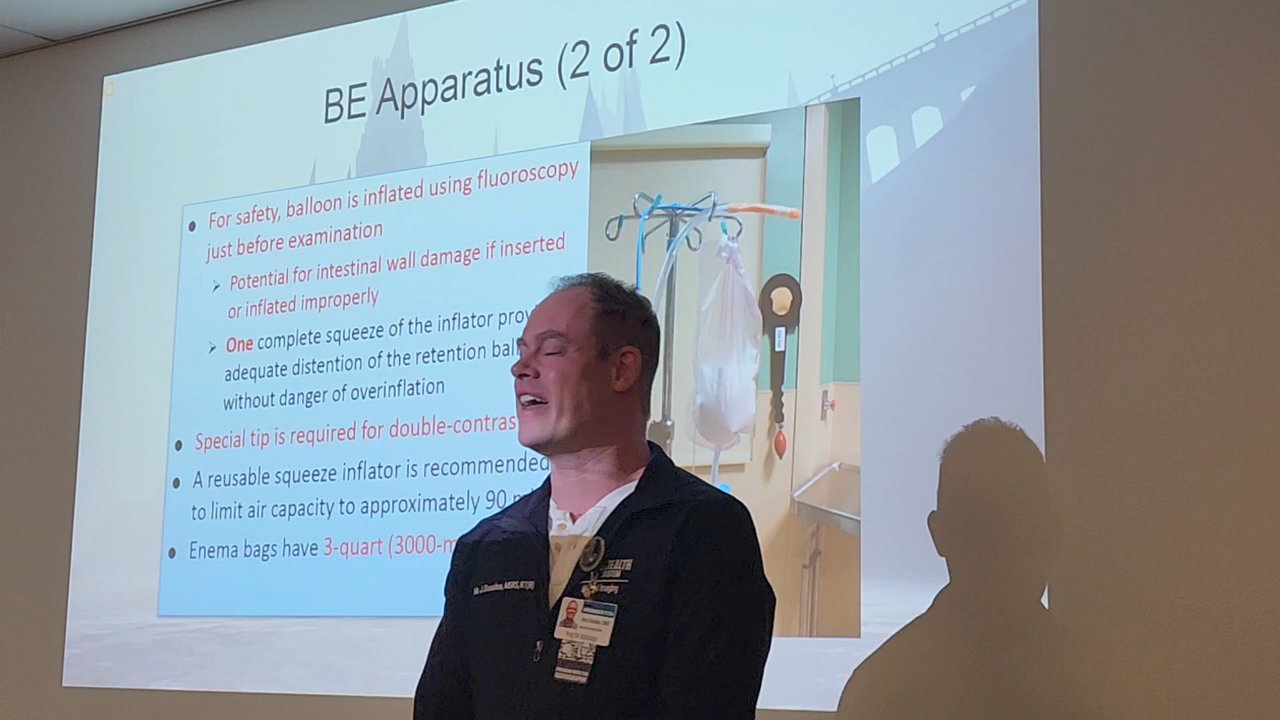 BE Apparatus (2 of 2)
• For safety, balloon is inflated using fluoroscopy
just before examination
➢ Potential for intestinal wall damage if inserted
or inflated improperly
➢ One complete squeeze of the inflator
adequate distention of the retention
without danger of overinflation
• Special tip is required for
• A reusable squeeze inflator is recommended
to limit air capacity to approximately 90
• Enema bags have 3-quart
HEALTH
SYSTEM